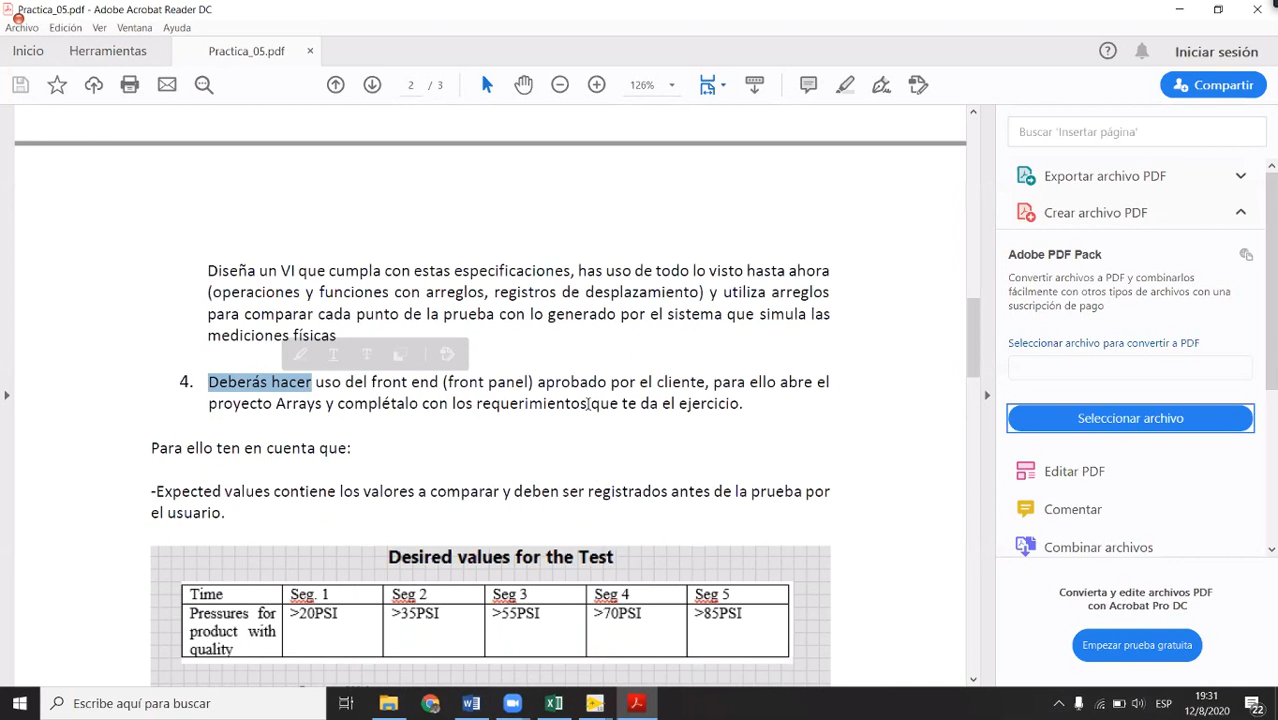 Practica_05.pdf - Adobe Acrobat Reader DC
Archivo Edición Ver Ventana Ayuda
Inicio Herramientas Practica_05.pdf × Iniciar sesión
2 / 3 126% Compartir
Diseña un VI que cumpla con estas especificaciones, has uso de todo lo visto hasta ahora
(operaciones y funciones con arreglos, registros de desplazamiento) y utiliza arreglos
para comparar cada punto de la prueba con lo generado por el sistema que simula las
mediciones físicas
4. Deberás hacer uso del front end (front panel) aprobado por el cliente, para ello abre el
proyecto Arrays y complétalo con los requerimientos que te da el ejercicio.
Para ello ten en cuenta que:
-Expected values contiene los valores a comparar y deben ser registrados antes de la prueba por
el usuario.
Desired values for the Test
Time Seg. 1 Seg 2 Seg 3 Seg 4 Seg 5
Pressures for >20PSI >35PSI >55PSI >70PSI >85PSI
product with
quality
Buscar 'Insertar página'
Exportar archivo PDF
Crear archivo PDF
Adobe PDF Pack
Convertir archivos a PDF y combinarlos
fácilmente con otros tipos de archivos con una
suscripción de pago
Seleccionar archivo para convertir a PDF
Seleccionar archivo
Editar PDF
Comentar
Combinar archivos
Convierta y edite archivos PDF
con Acrobat Pro DC
Empezar prueba gratuita
Escribe aquí para buscar
ESP
19:31
12/8/2020
22